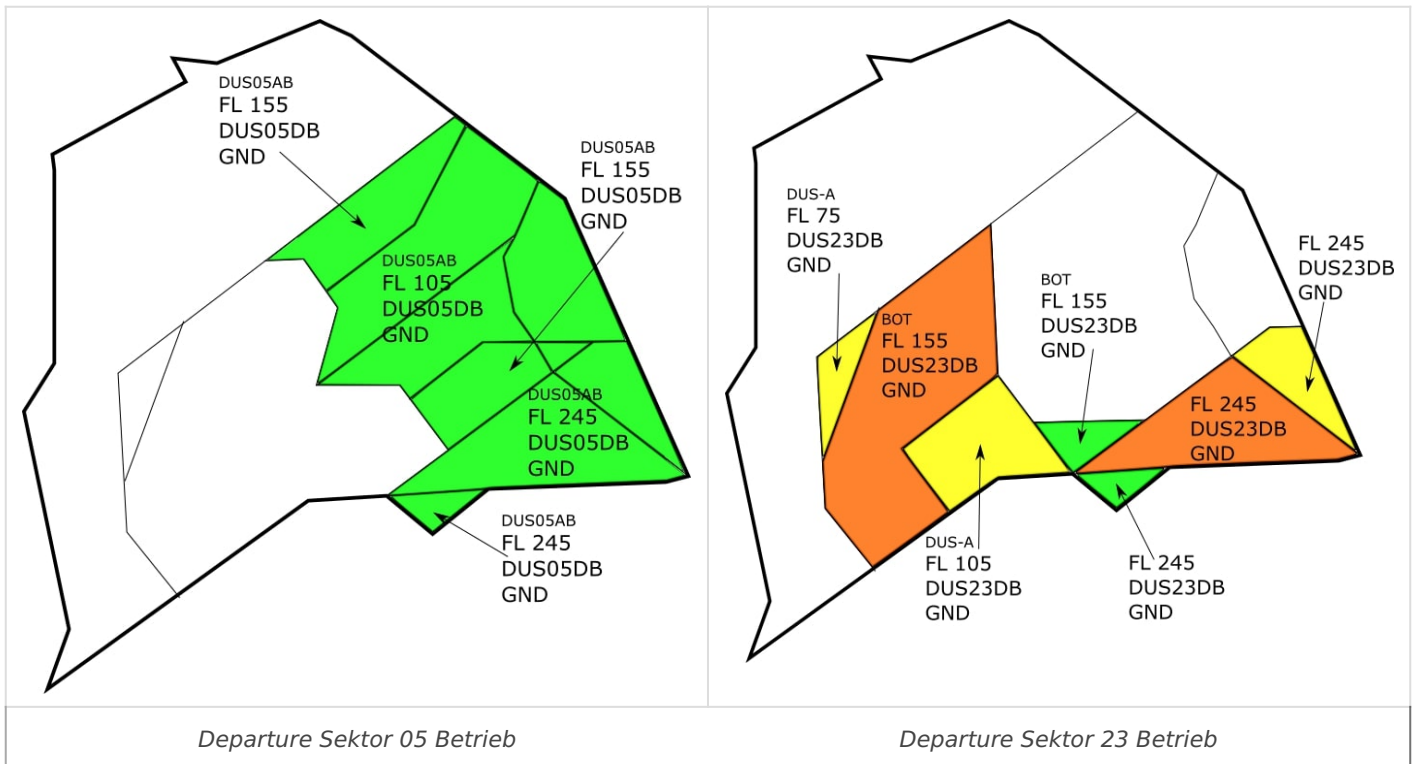 DUS05AB
FL 155
DUS05DB
GND
DUS05AB
FL 155
DUS05DB
GND
DUS05AB
FL 105
DUS05DB
GND
DUS05AB
FL 245
DUS05DB
GND
DUS05AB
FL 245
DUS05DB
GND
Departure Sektor 05 Betrieb
DUS-A
FL 75
DUS23DB
GND
BOT
FL 155
DUS23DB
GND
BOT
FL 155
DUS23DB
GND
FL 245
DUS23DB
GND
FL 245
DUS23DB
GND
DUS-A
FL 105
DUS23DB
GND
FL 245
DUS23DB
GND
Departure Sektor 23 Betrieb